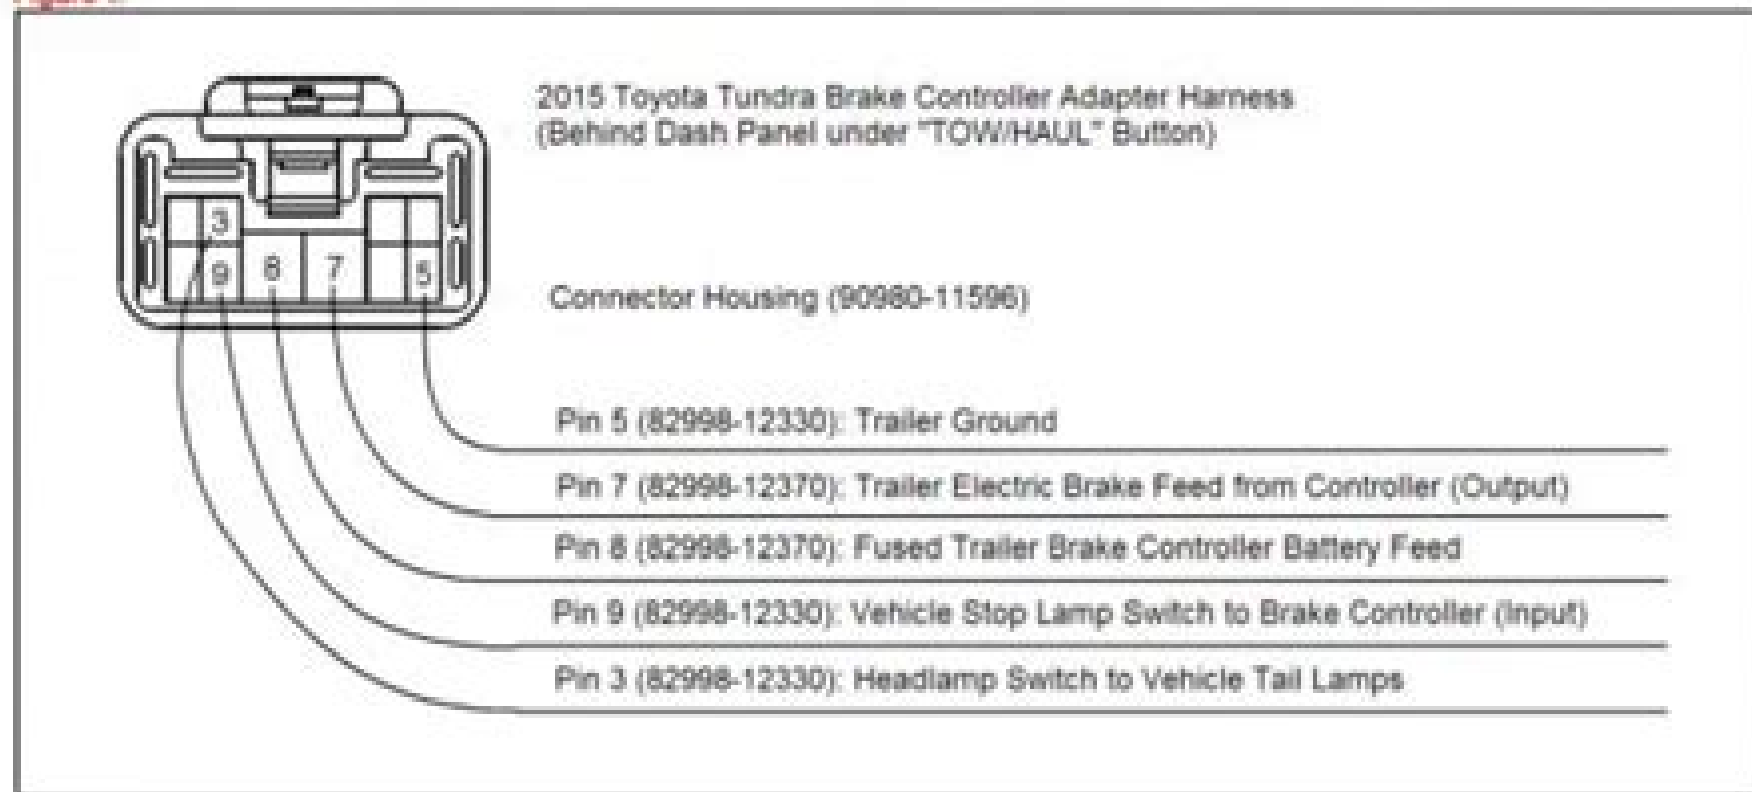 2015 Toyota Tundra Brake Controller Adapter Harness
(Behind Dash Panel under "TOW/HAUL" Button)
3
9 8 7 5
Connector Housing (90980-11596)
Pin 5 (82998-12330): Trailer Ground
Pin 7 (82998-12370): Trailer Electric Brake Feed from Controller (Output)
Pin 8 (82998-12370): Fused Trailer Brake Controller Battery Feed
Pin 9 (82998-12330): Vehicle Stop Lamp Switch to Brake Controller (Input)
Pin 3 (82998-12330): Headlamp Switch to Vehicle Tail Lamps